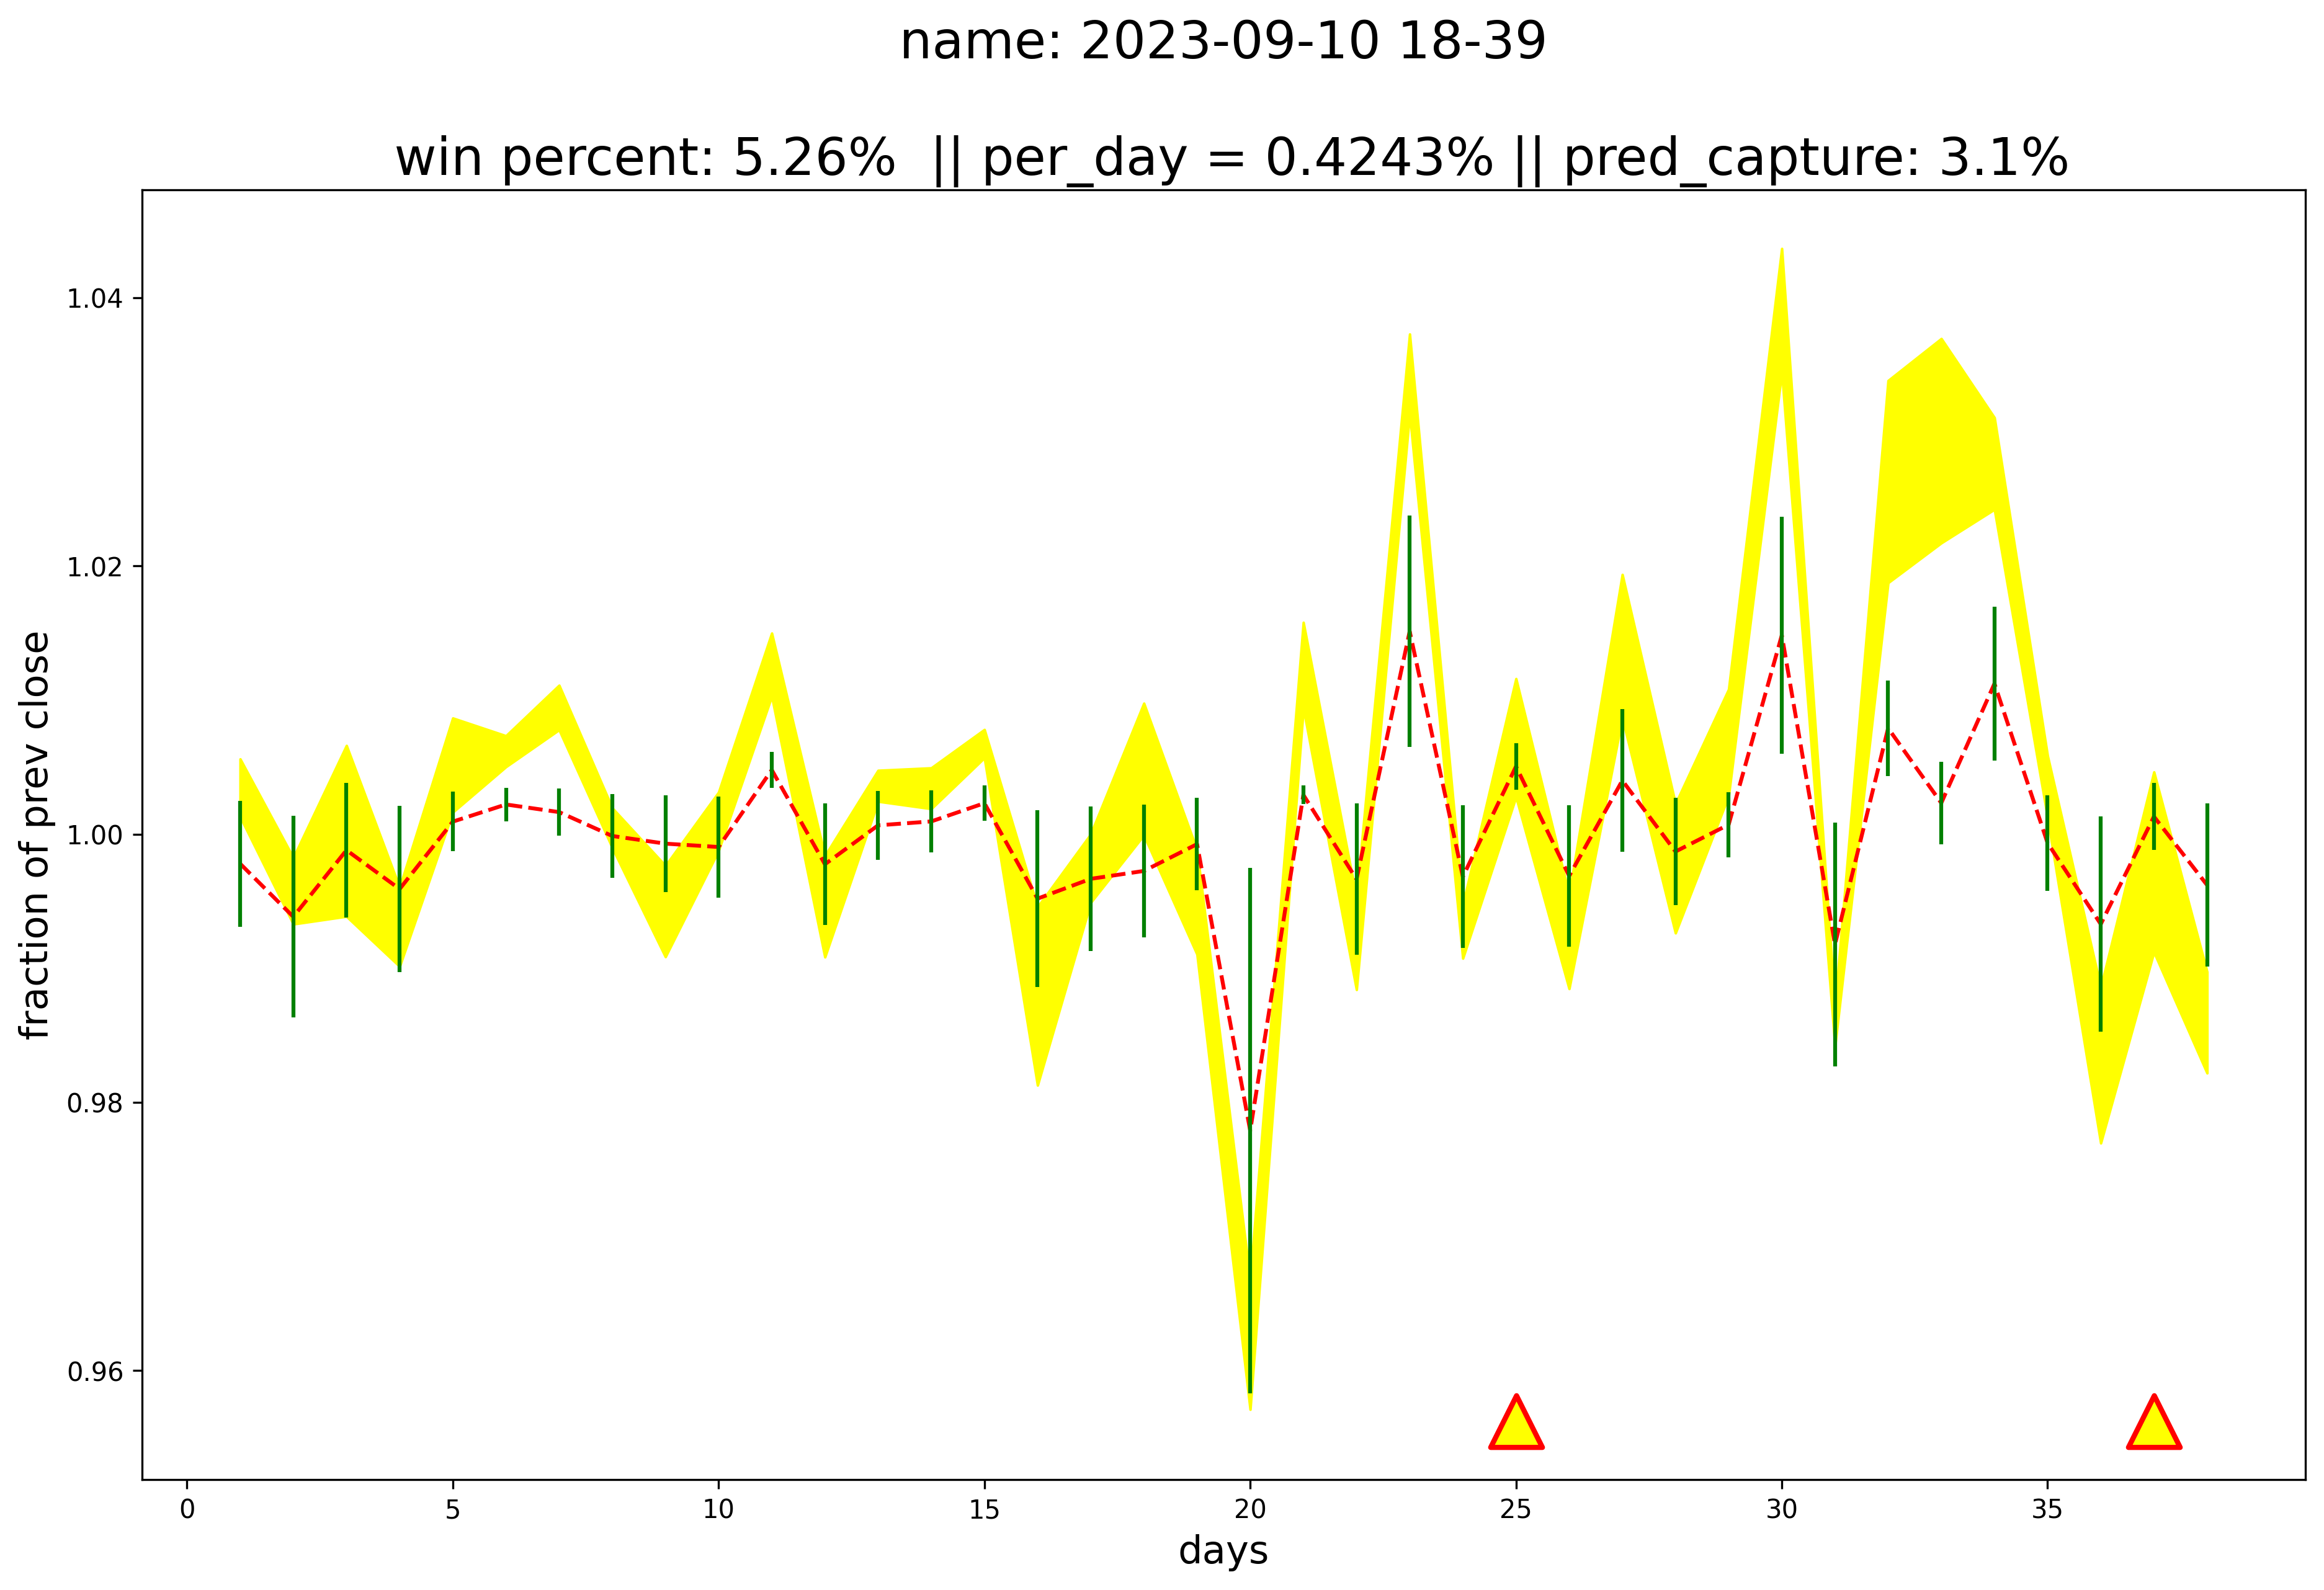 name: 2023-09-10 18-39
win percent: 5.26%  || per_day = 0.4243% || pred_capture: 3.1%
fraction of prev close
1.04
1.02
1.00
0.98
0.96
0 5 10 15 20 25 30 35
days